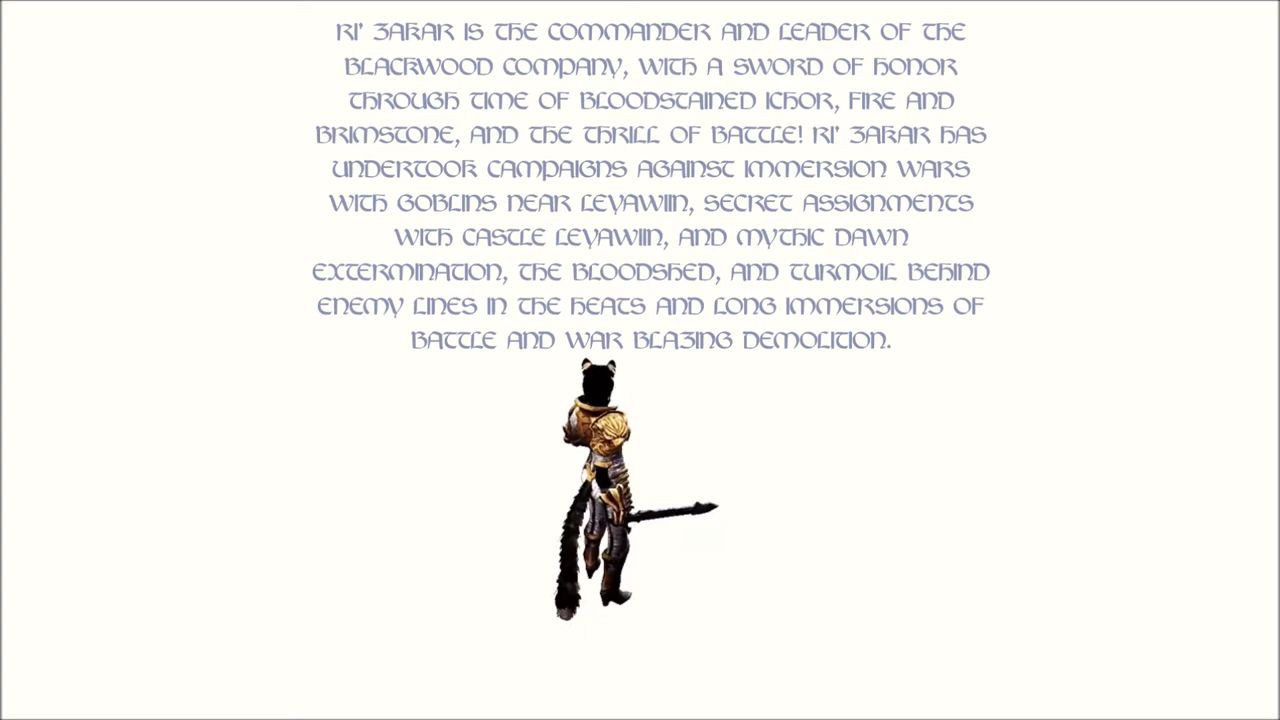 RI' ZAKAR IS THE COMMANDER AND LEADER OF THE
BLACKWOOD COMPANY, WITH A SWORD OF HONOR
THROUGH TIME OF BLOODSTAINED ICHOR, FIRE AND
BRIMSTONE, AND THE THRILL OF BATTLE! RI' ZAKAR HAS
UNDERTOOK CAMPAIGNS AGAINST IMMERSION WARS
WITH GOBLINS NEAR LEYAWIIN, SECRET ASSIGNMENTS
WITH CASTLE LEYAWIIN, AND MYTHIC DAWN
EXTERMINATION, THE BLOODSHED, AND TURMOIL BEHIND
ENEMY LINES IN THE HEATS AND LONG IMMERSIONS OF
BATTLE AND WAR BLAZING DEMOLITION.